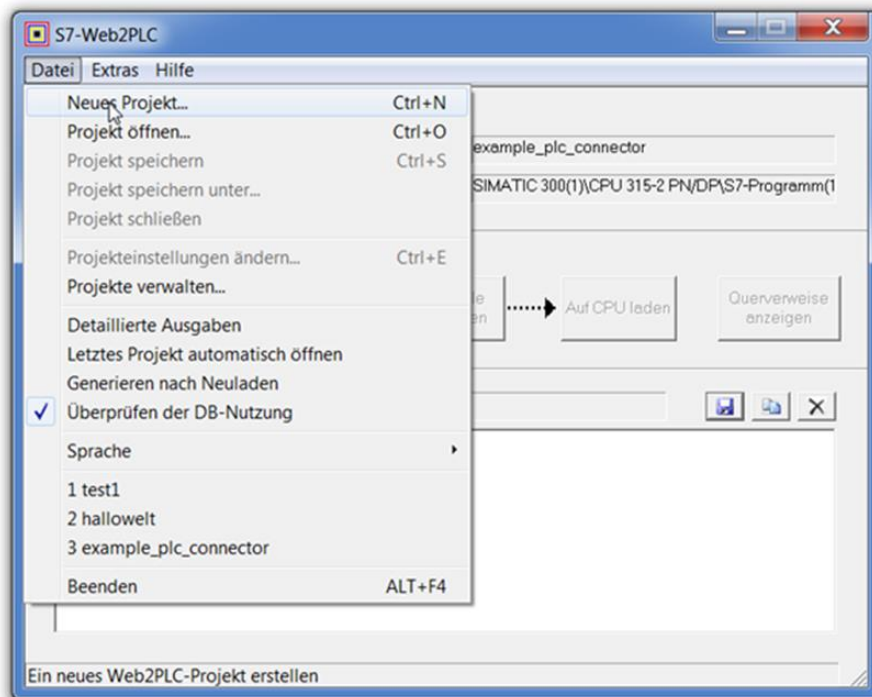 S7-Web2PLC
Datei Extras Hilfe
Neues Projekt... Ctrl+N
Projekt öffnen... Ctrl+O
Projekt speichern Ctrl+S
Projekt speichern unter...
Projekt schließen
Projekteinstellungen ändern... Ctrl+E
Projekte verwalten...
Detaillierte Ausgaben
Letztes Projekt automatisch öffnen
Generieren nach Neuladen
Überprüfen der DB-Nutzung
Sprache
1 test1
2 hallowelt
3 example_plc_connector
Beenden ALT+F4
example_plc_connector
SIMATIC 300(1)\CPU 315-2 PN/DP\S7-Programm(1
Auf CPU laden
Querverweise
anzeigen
Ein neues Web2PLC-Projekt erstellen